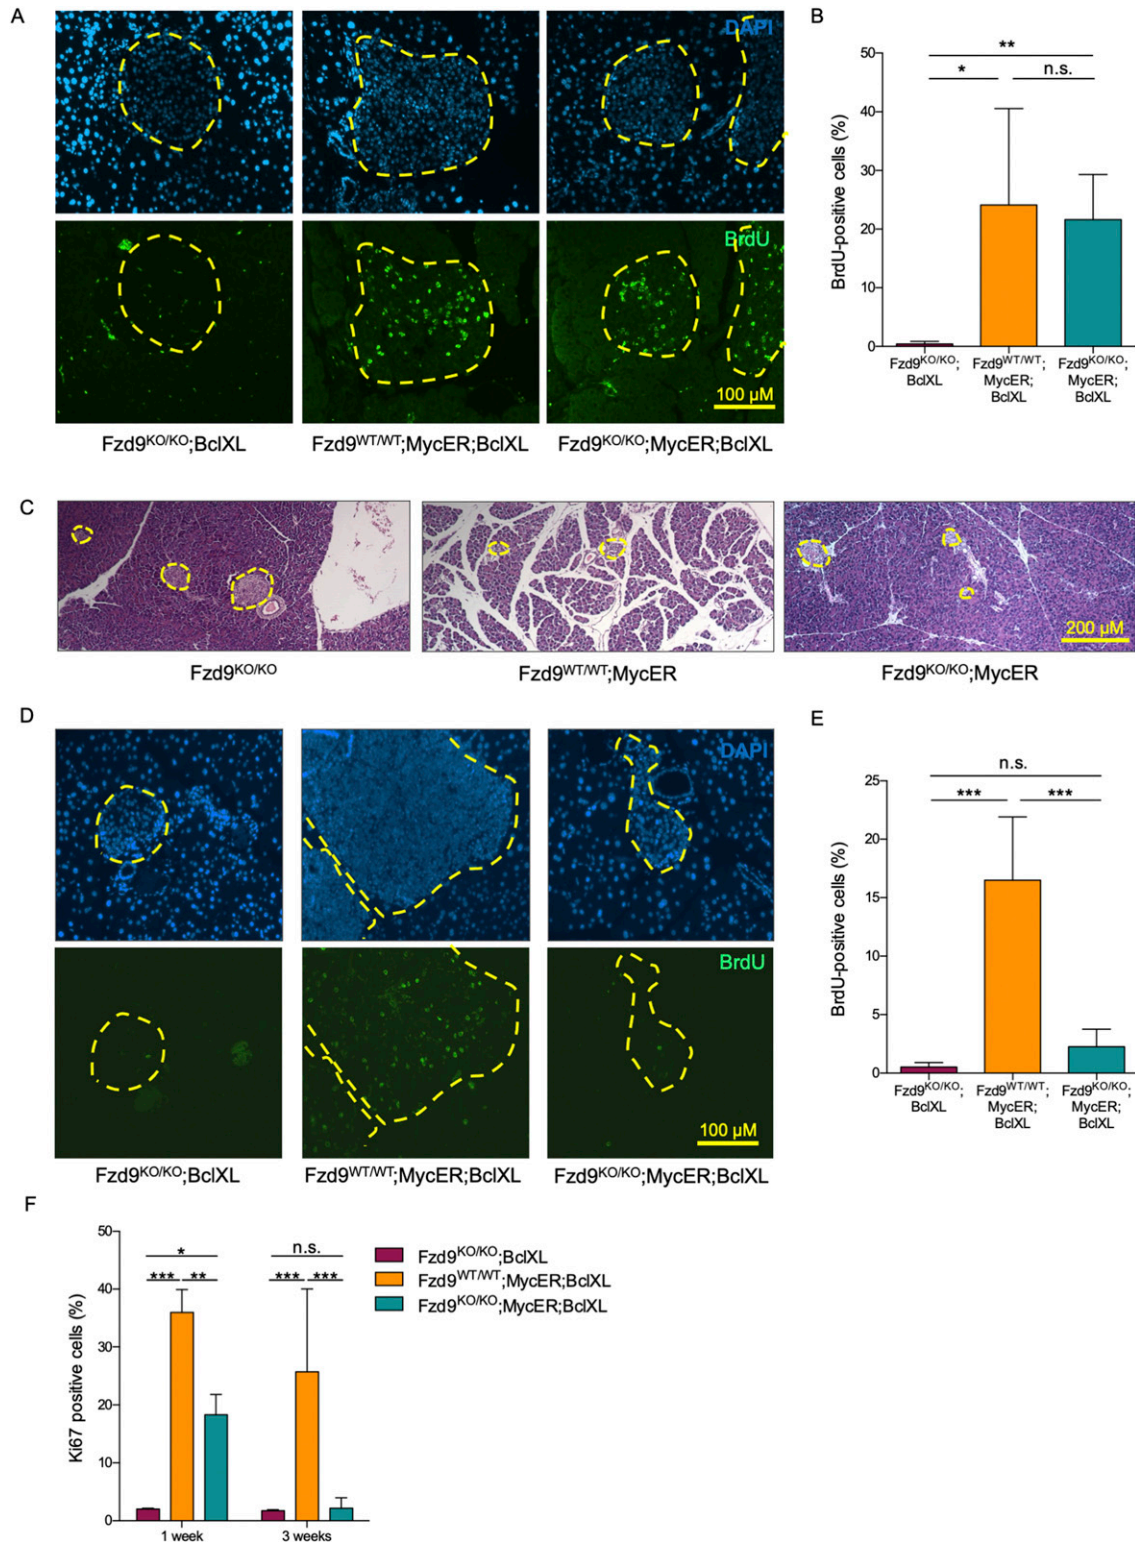 A
DAPI
BrdU
100 µM
Fzd9KO/KO;BclXL
Fzd9WT/WT;MycER;BclXL
Fzd9KO/KO;MycER;BclXL
B
**
*
n.s.
50
40
30
20
10
0
BrdU-positive cells (%)
Fzd9KO/KO;
BclXL
Fzd9WT/WT;
MycER;
BclXL
Fzd9KO/KO;
MycER;
BclXL
C
200 µM
Fzd9KO/KO
Fzd9WT/WT;MycER
Fzd9KO/KO;MycER
D
DAPI
BrdU
100 µM
Fzd9KO/KO;BclXL
Fzd9WT/WT;MycER;BclXL
Fzd9KO/KO;MycER;BclXL
E
n.s.
***
***
25
20
15
10
5
0
BrdU-positive cells (%)
Fzd9KO/KO;
BclXL
Fzd9WT/WT;
MycER;
BclXL
Fzd9KO/KO;
MycER;
BclXL
F
50
40
30
20
10
0
Ki67 positive cells (%)
*
***
**
n.s.
***
***
1 week
3 weeks
Fzd9KO/KO;BclXL
Fzd9WT/WT;MycER;BclXL
Fzd9KO/KO;MycER;BclXL